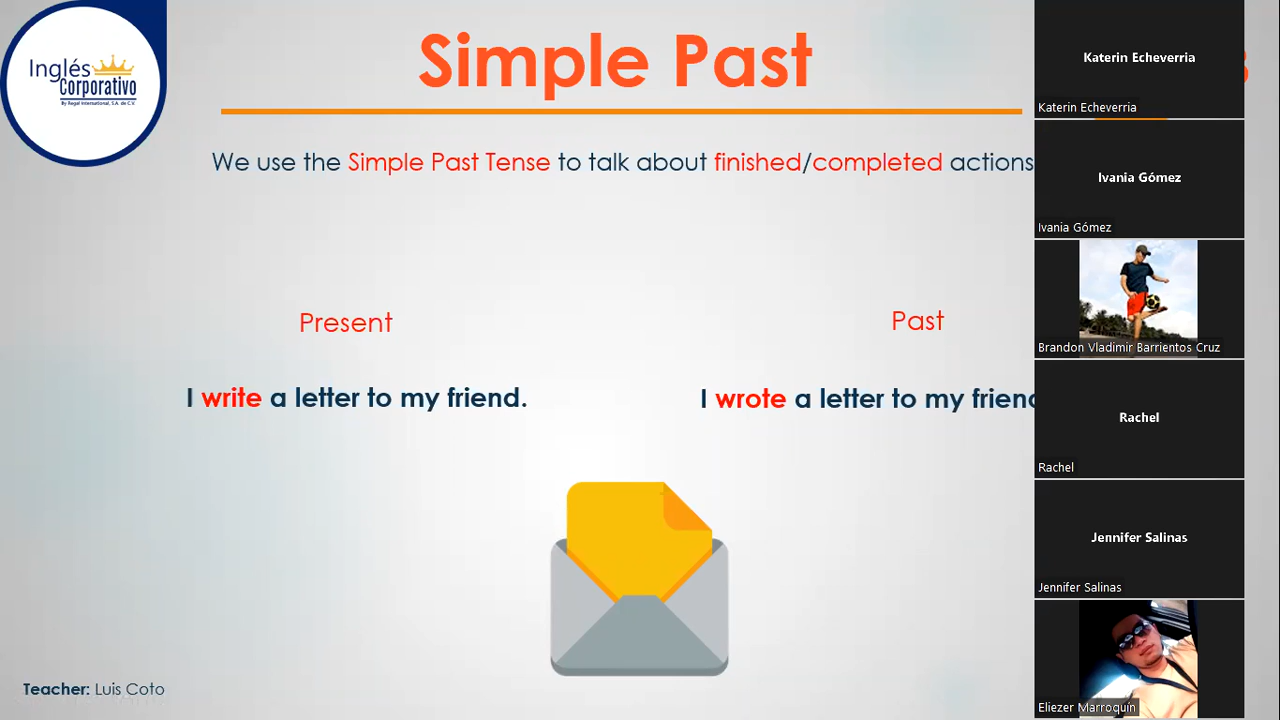 Inglés
Corporativo
By Regal International, S.A. de C.V.
Simple Past
We use the Simple Past Tense to talk about finished/completed actions
Present
Past
I write a letter to my friend.
I wrote a letter to my friend
Teacher: Luis Coto
Katerin Echeverria
Katerin Echeverria
Ivania Gómez
Ivania Gómez
Brandon Vladimir Barrientos Cruz
Rachel
Rachel
Jennifer Salinas
Jennifer Salinas
Eliezer Marroquín